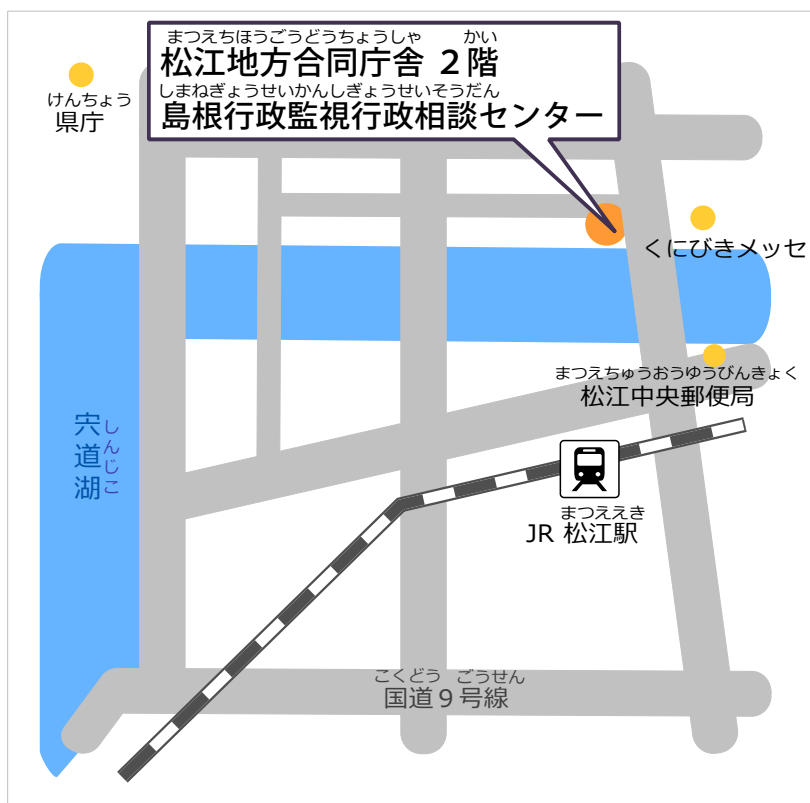 まつえちほうごうどうちょうしゃ かい
松江地方合同庁舎 2階
しまねぎょうせいかんしぎょうせいそうだん
島根行政監視行政相談センター
けんちょう
県庁
くにびきメッセ
まつえちゅうおうゆうびんきょく
松江中央郵便局
宍道湖
しんじこ
まつええき
JR 松江駅
こくどう ごうせん
国道9号線